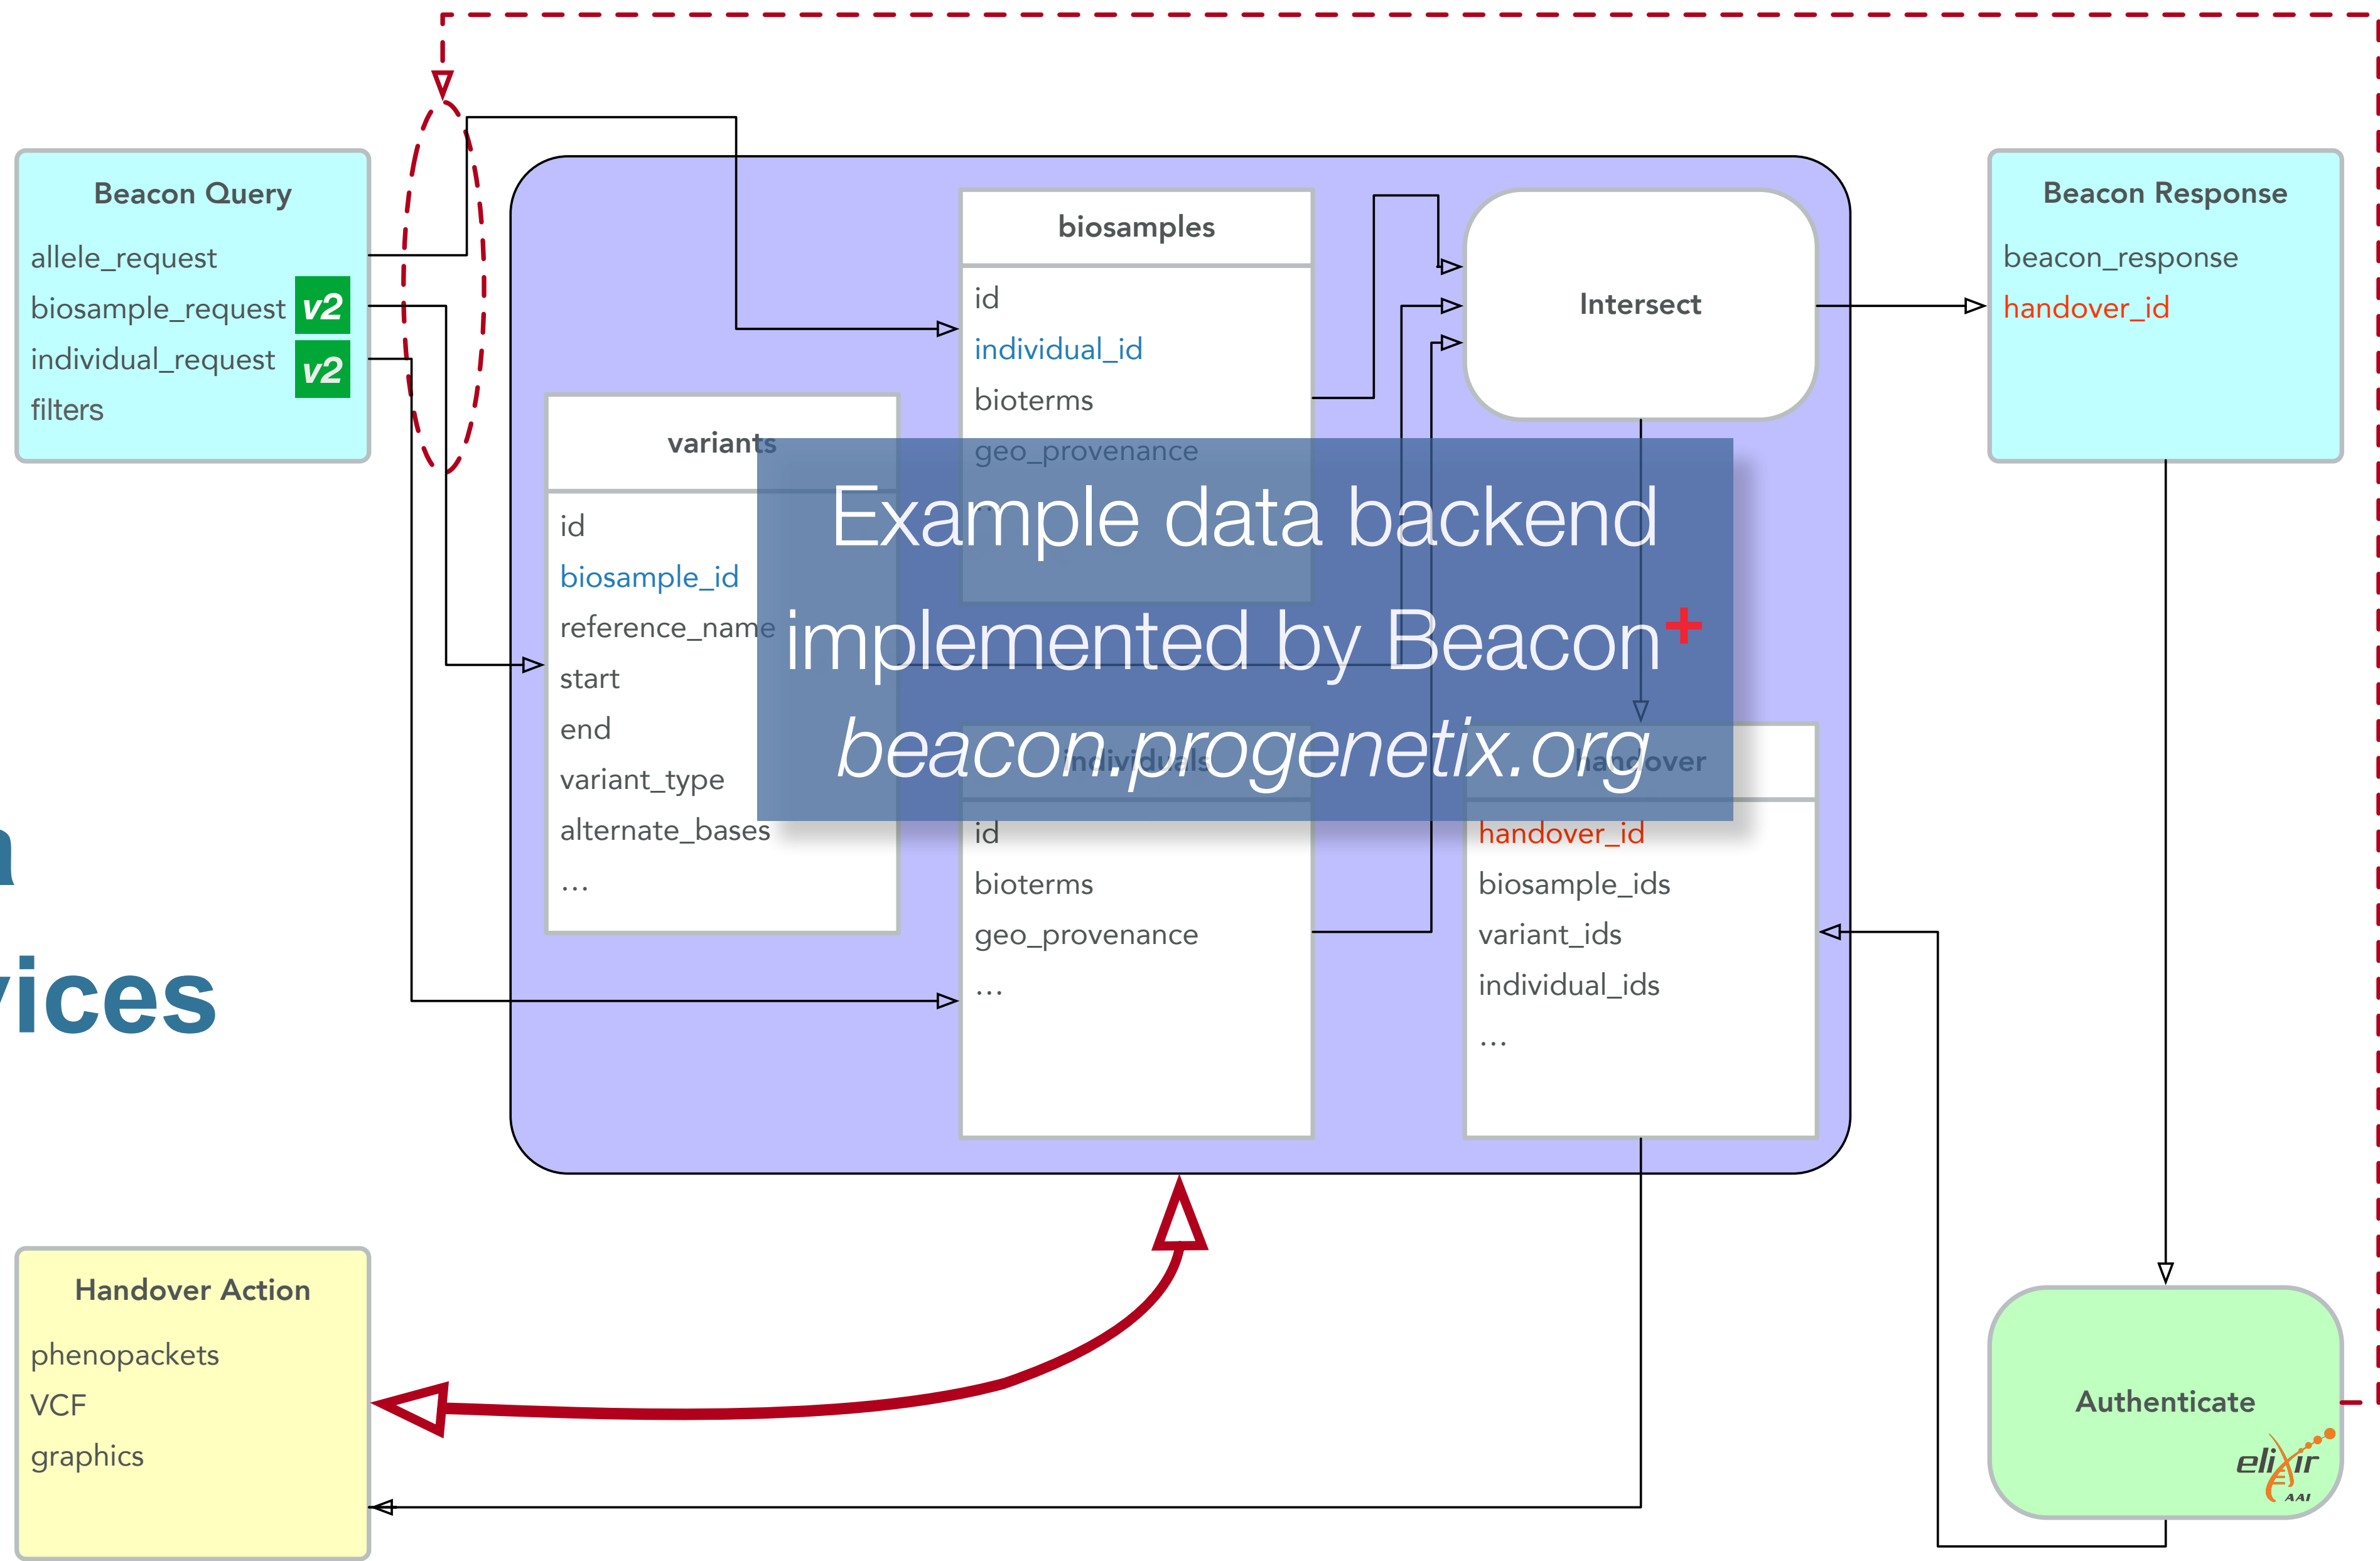 Beacon Query
allele_request
biosample_request v2
individual_request v2
filters
biosamples
id
individual_id
bioterms
geo_provenance
variants
id
biosample_id
reference_name
start
end
variant_type
alternate_bases
...
Intersect
Beacon Response
beacon_response
handover_id
Example data backend
implemented by Beacon+
beacon.progenetix.org
individuals
id
bioterms
geo_provenance
...
handover
handover_id
biosample_ids
variant_ids
individual_ids
...
vices
Handover Action
phenopackets
VCF
graphics
Authenticate
elixir
AAI